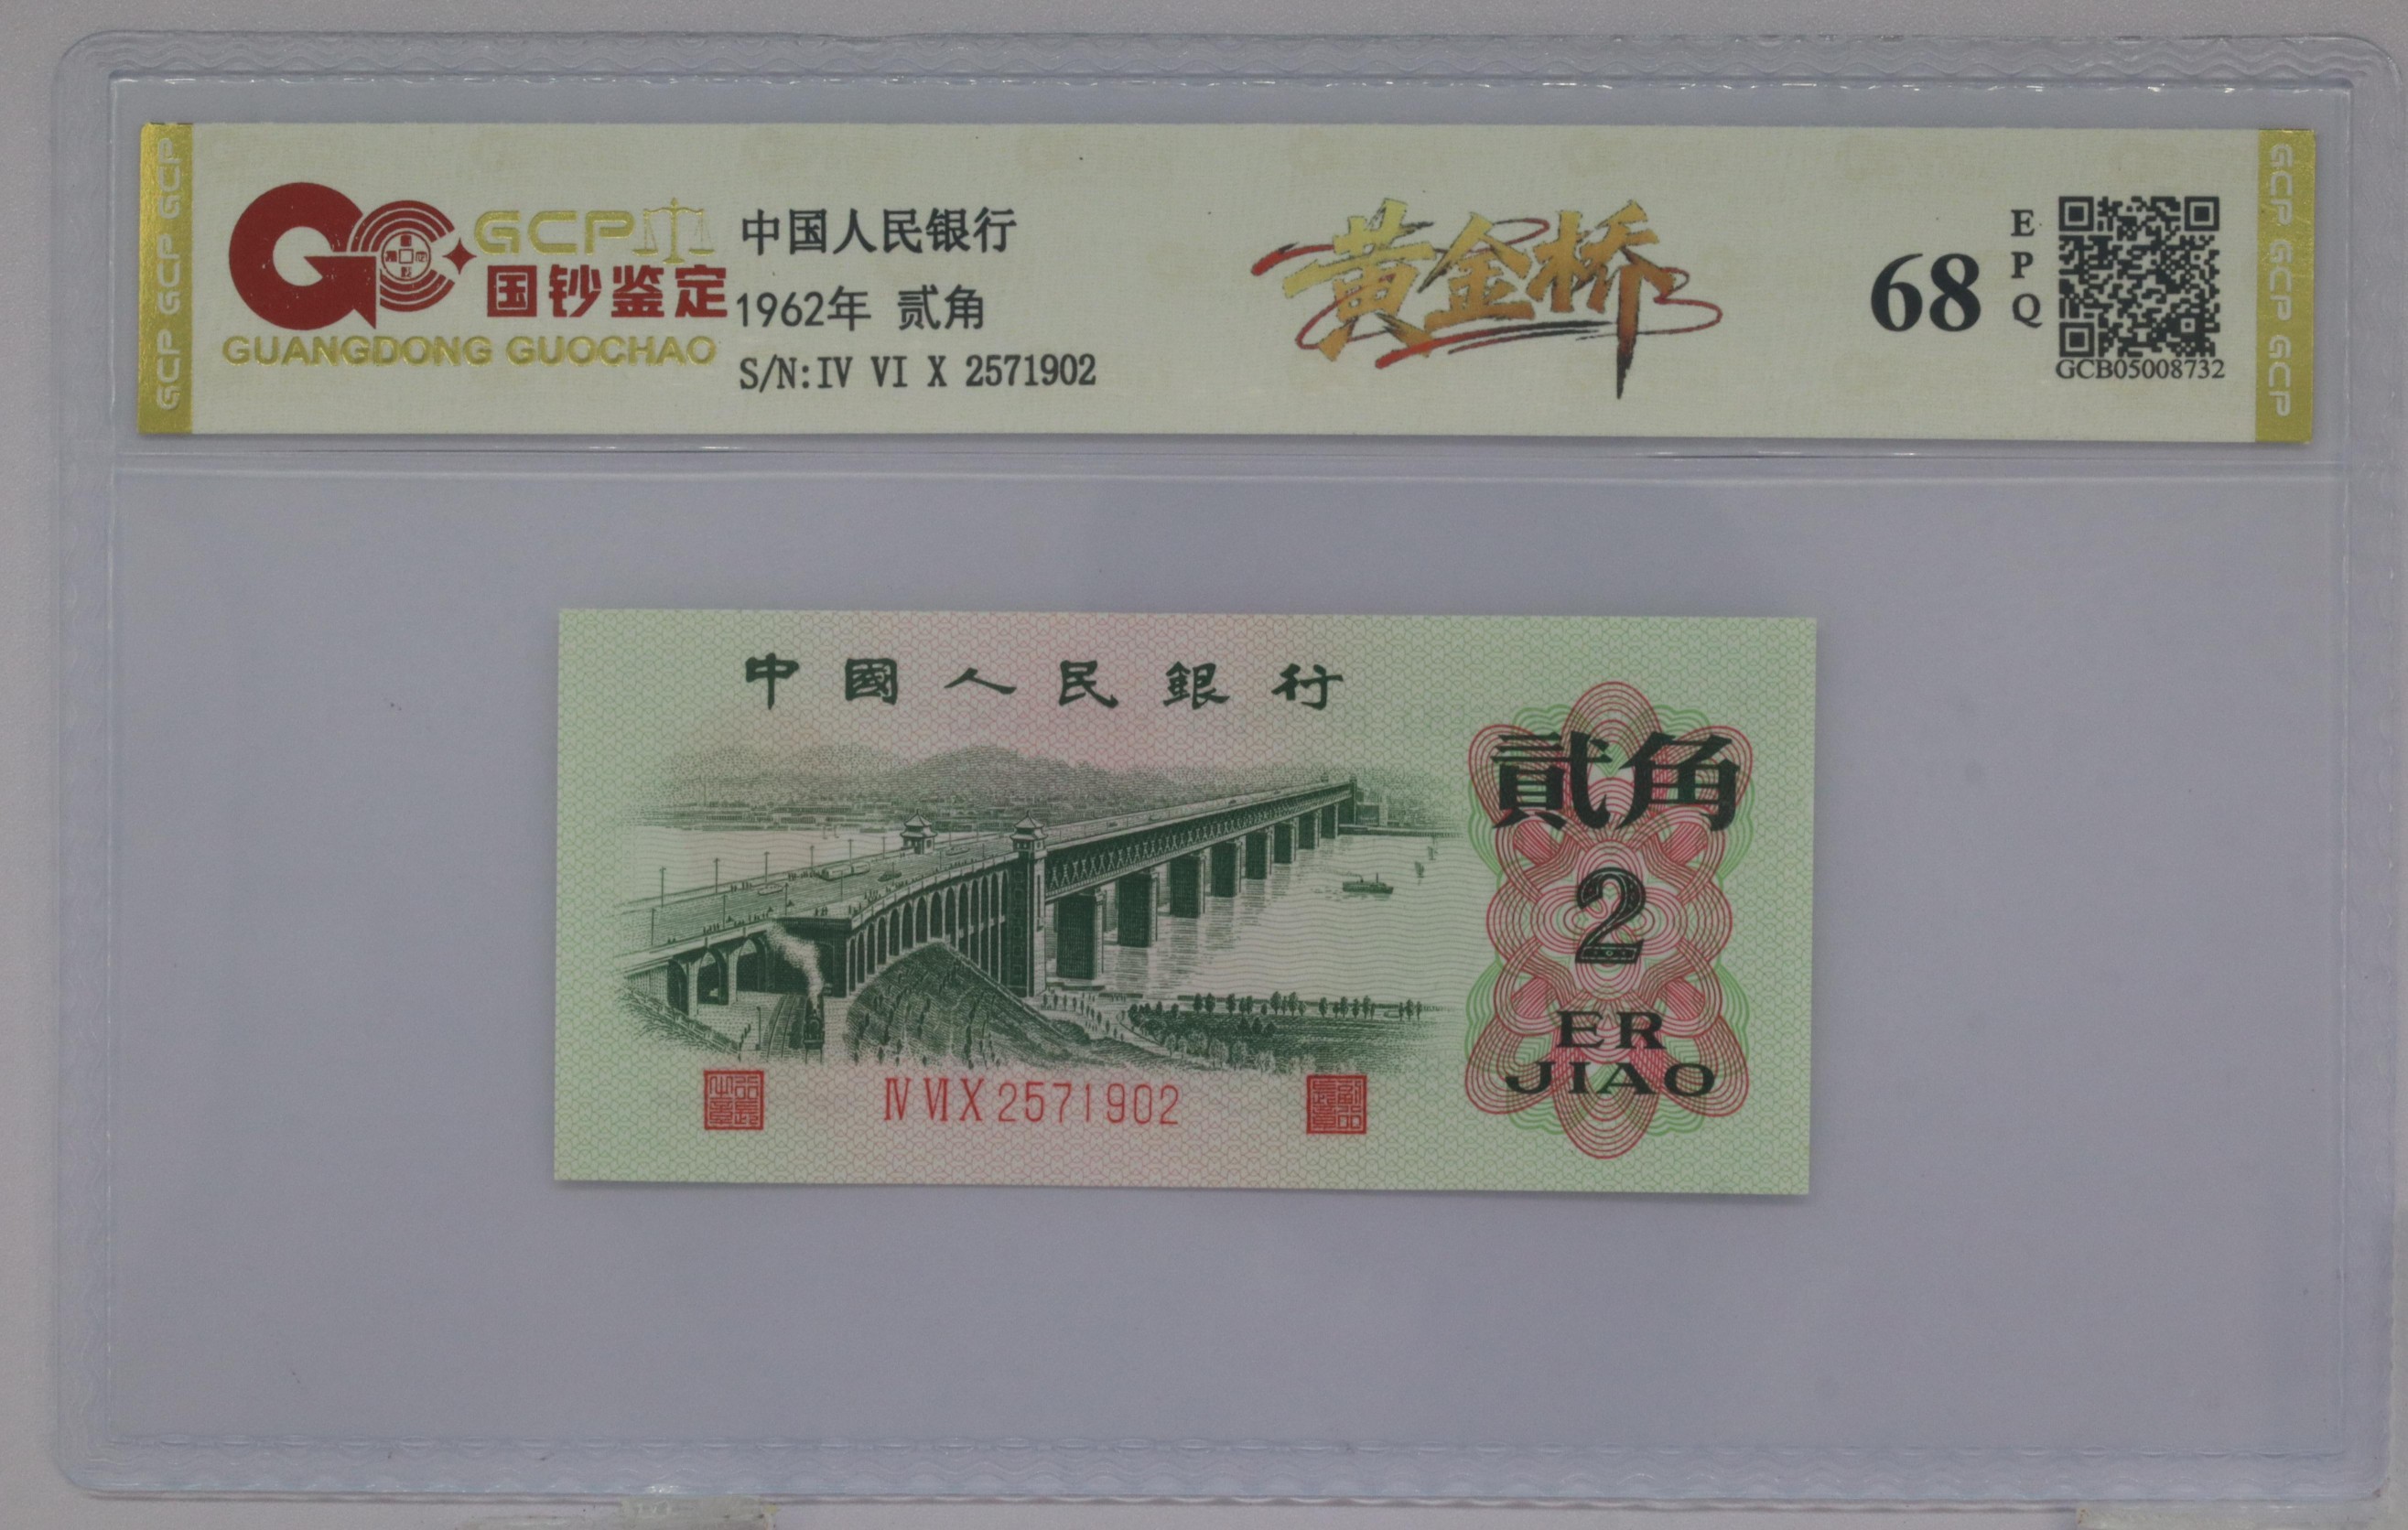 GCP GCP GCP
GCP
国钞鉴定
GUANGDONG GUOCHAO
中国人民银行
1962年 贰角
S/N:IV VI X 2571902
黄金桥
68
EPQ
GCB05008732
GCP GCP GCP
中國人民銀行
貳角
2
ER
JIAO
IV VI X 2571902